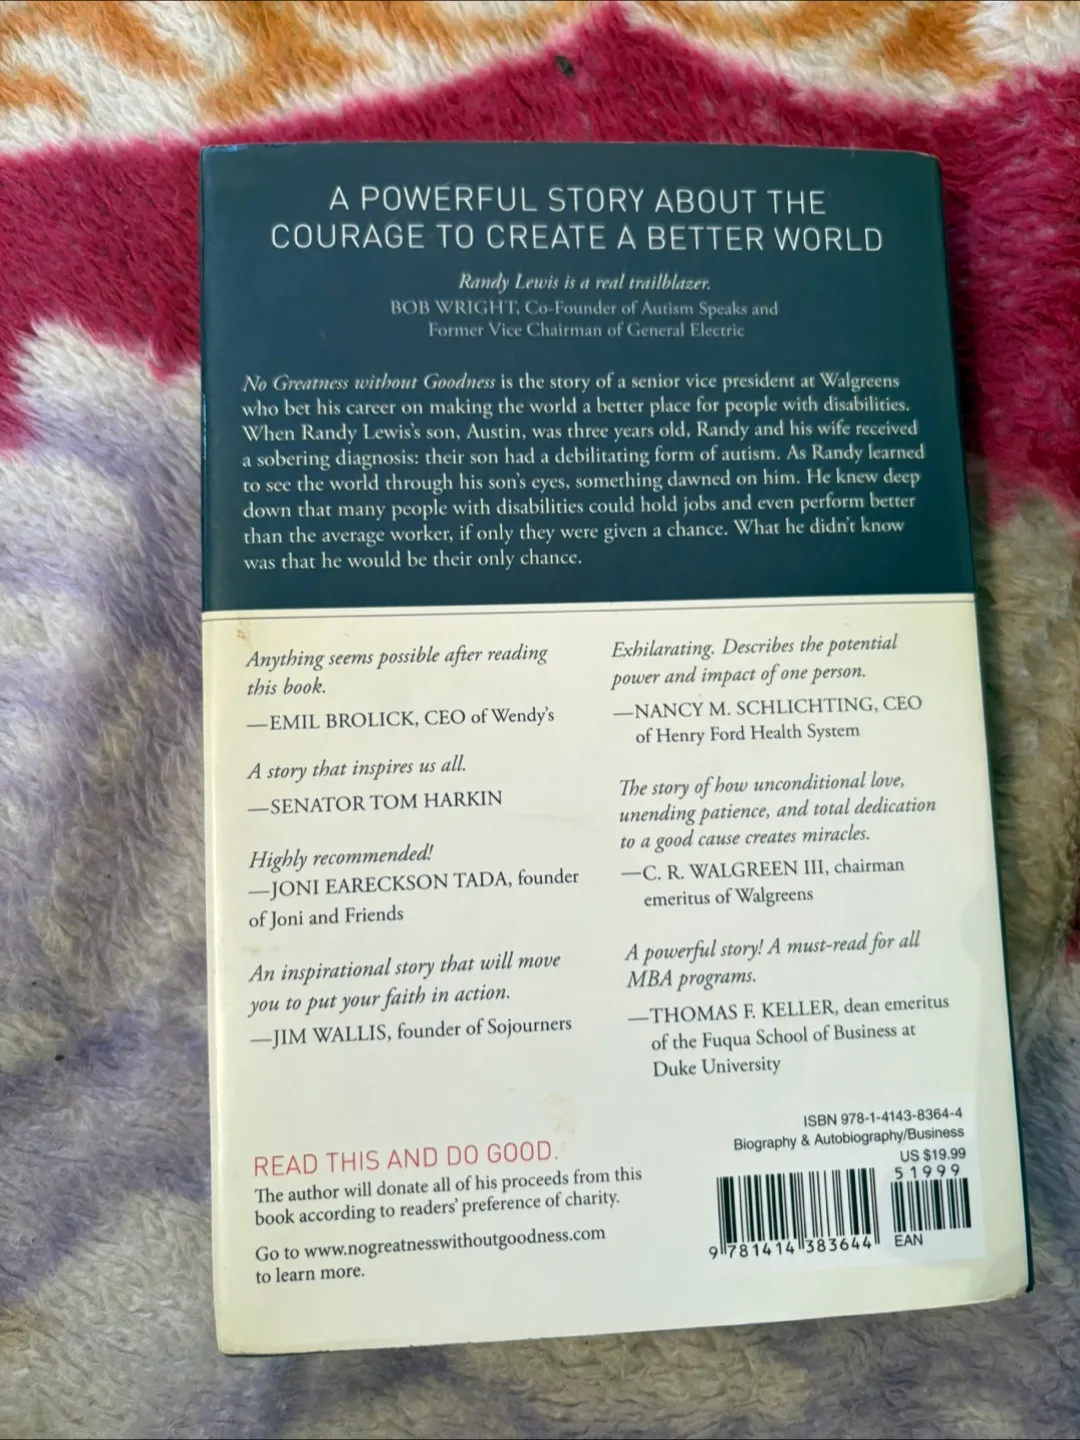 A POWERFUL STORY ABOUT THE
COURAGE TO CREATE A BETTER WORLD
Randy Lewis is a real trailblazer.
BOB WRIGHT, Co-Founder of Autism Speaks and
Former Vice Chairman of General Electric
No Greatness without Goodness is the story of a senior vice president at Walgreens
who bet his career on making the world a better place for people with disabilities.
When Randy Lewis's son, Austin, was three years old, Randy and his wife received
a sobering diagnosis: their son had a debilitating form of autism. As Randy learned
to see the world through his son's eyes, something dawned on him. He knew deep
down that many people with disabilities could hold jobs and even perform better
than the average worker, if only they were given a chance. What he didn't know
was that he would be their only chance.
Anything seems possible after reading
this book.
—EMIL BROLICK, CEO of Wendy's
A story that inspires us all.
—SENATOR TOM HARKIN
Highly recommended!
—JONI EARECKSON TADA, founder
of Joni and Friends
An inspirational story that will move
you to put your faith in action.
—JIM WALLIS, founder of Sojourners
Exhilarating. Describes the potential
power and impact of one person.
—NANCY M. SCHLICHTING, CEO
of Henry Ford Health System
The story of how unconditional love,
unending patience, and total dedication
to a good cause creates miracles.
—C. R. WALGREEN III, chairman
emeritus of Walgreens
A powerful story! A must-read for all
MBA programs.
—THOMAS F. KELLER, dean emeritus
of the Fuqua School of Business at
Duke University
READ THIS AND DO GOOD.
The author will donate all of his proceeds from this
book according to readers' preference of charity.
Go to www.nogreatnesswithoutgoodness.com
to learn more.
ISBN 978-1-4143-8364-4
Biography & Autobiography/Business
US $19.99
51999
9 781414 383644
EAN